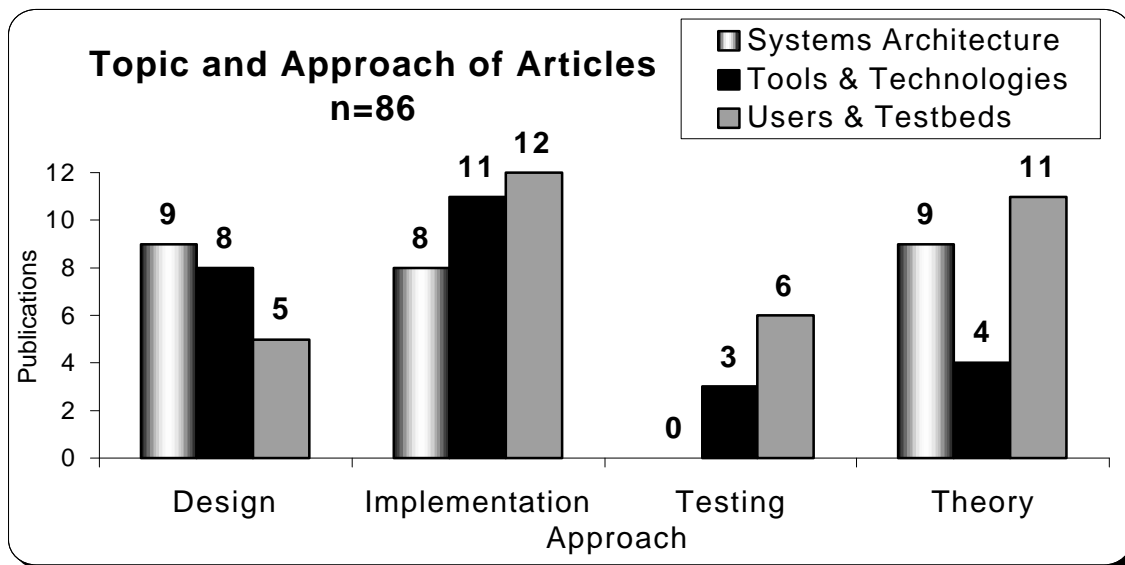 Topic and Approach of Articles
n=86
Systems Architecture
Tools & Technologies
Users & Testbeds
Publications
12
10
8
6
4
2
0
9
8
5
8
11
12
0
3
6
9
4
11
Design
Implementation
Testing
Theory
Approach